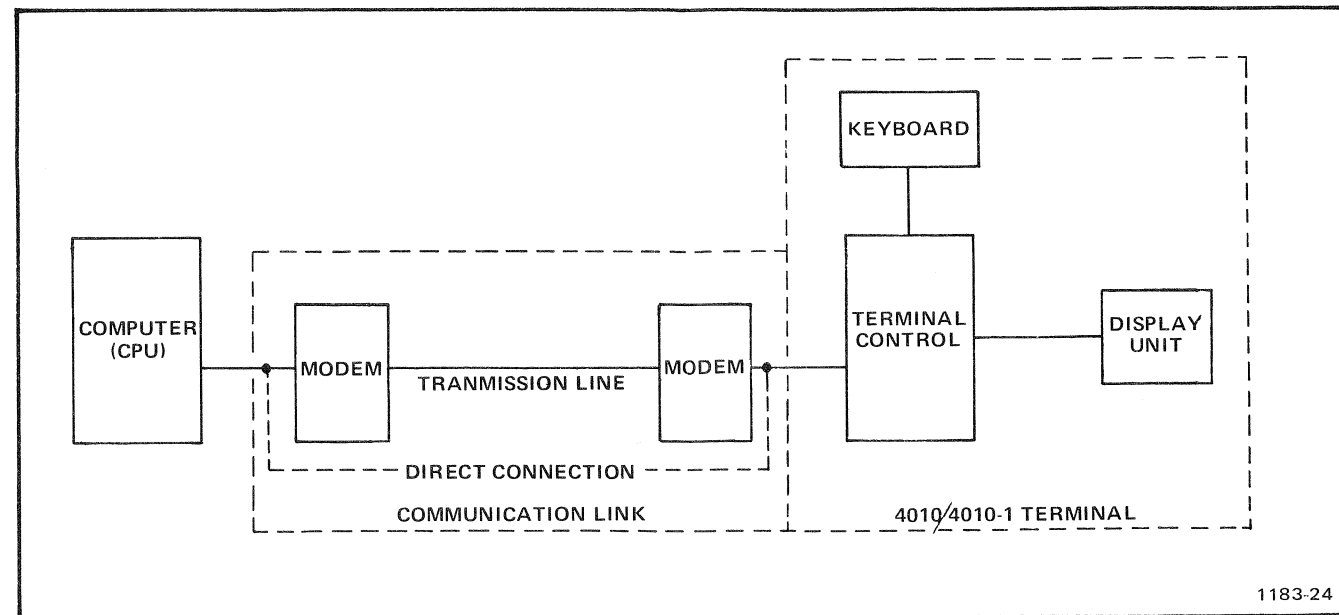 KEYBOARD
COMPUTER
(CPU)
MODEM
TRANMISSION LINE
MODEM
TERMINAL
CONTROL
DISPLAY
UNIT
DIRECT CONNECTION
COMMUNICATION LINK
4010/4010-1 TERMINAL
1183-24